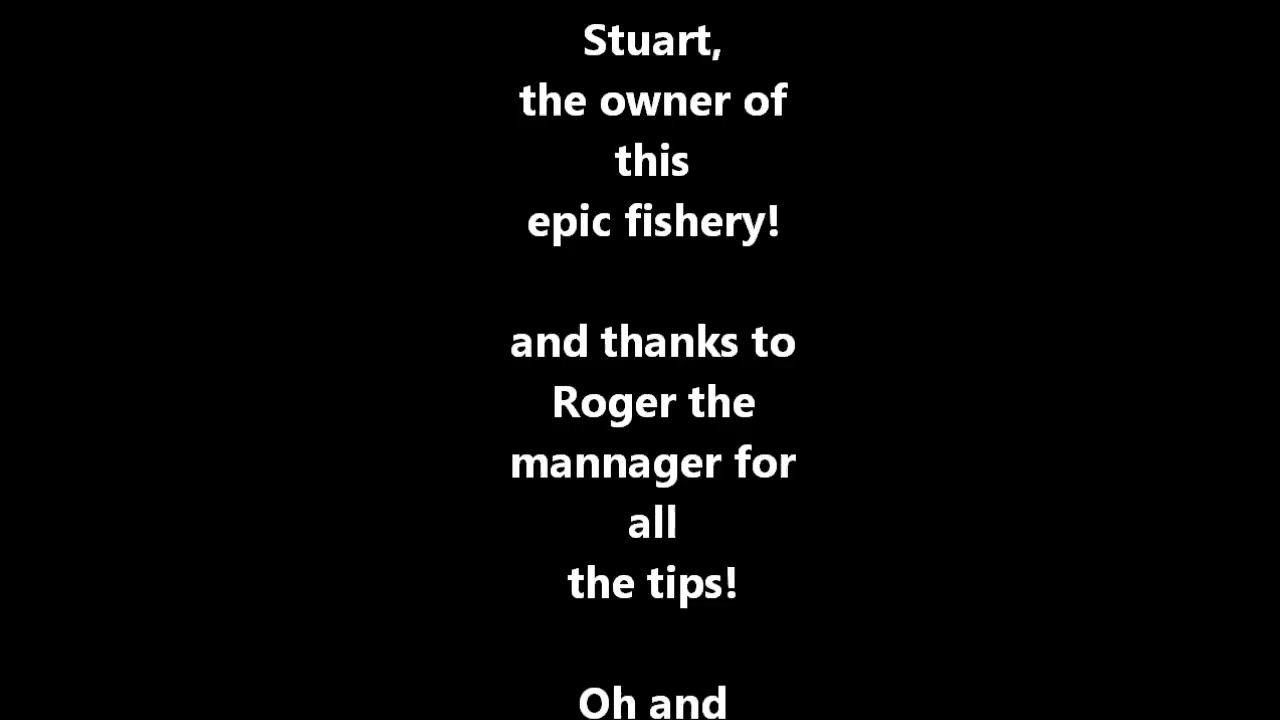 Stuart,
the owner of
this
epic fishery!
and thanks to
Roger the
mannager for
all
the tips!
Oh and